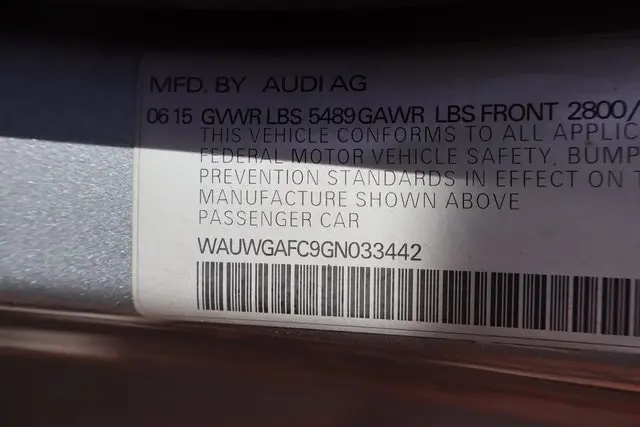 MFD. BY AUDI AG
06 15 GVWR LBS 5489 GAWR LBS FRONT 2800/
THIS VEHICLE CONFORMS TO ALL APPLIC
FEDERAL MOTOR VEHICLE SAFETY, BUMP
PREVENTION STANDARDS IN EFFECT ON T
MANUFACTURE SHOWN ABOVE
PASSENGER CAR
WAUWGAFC9GN033442